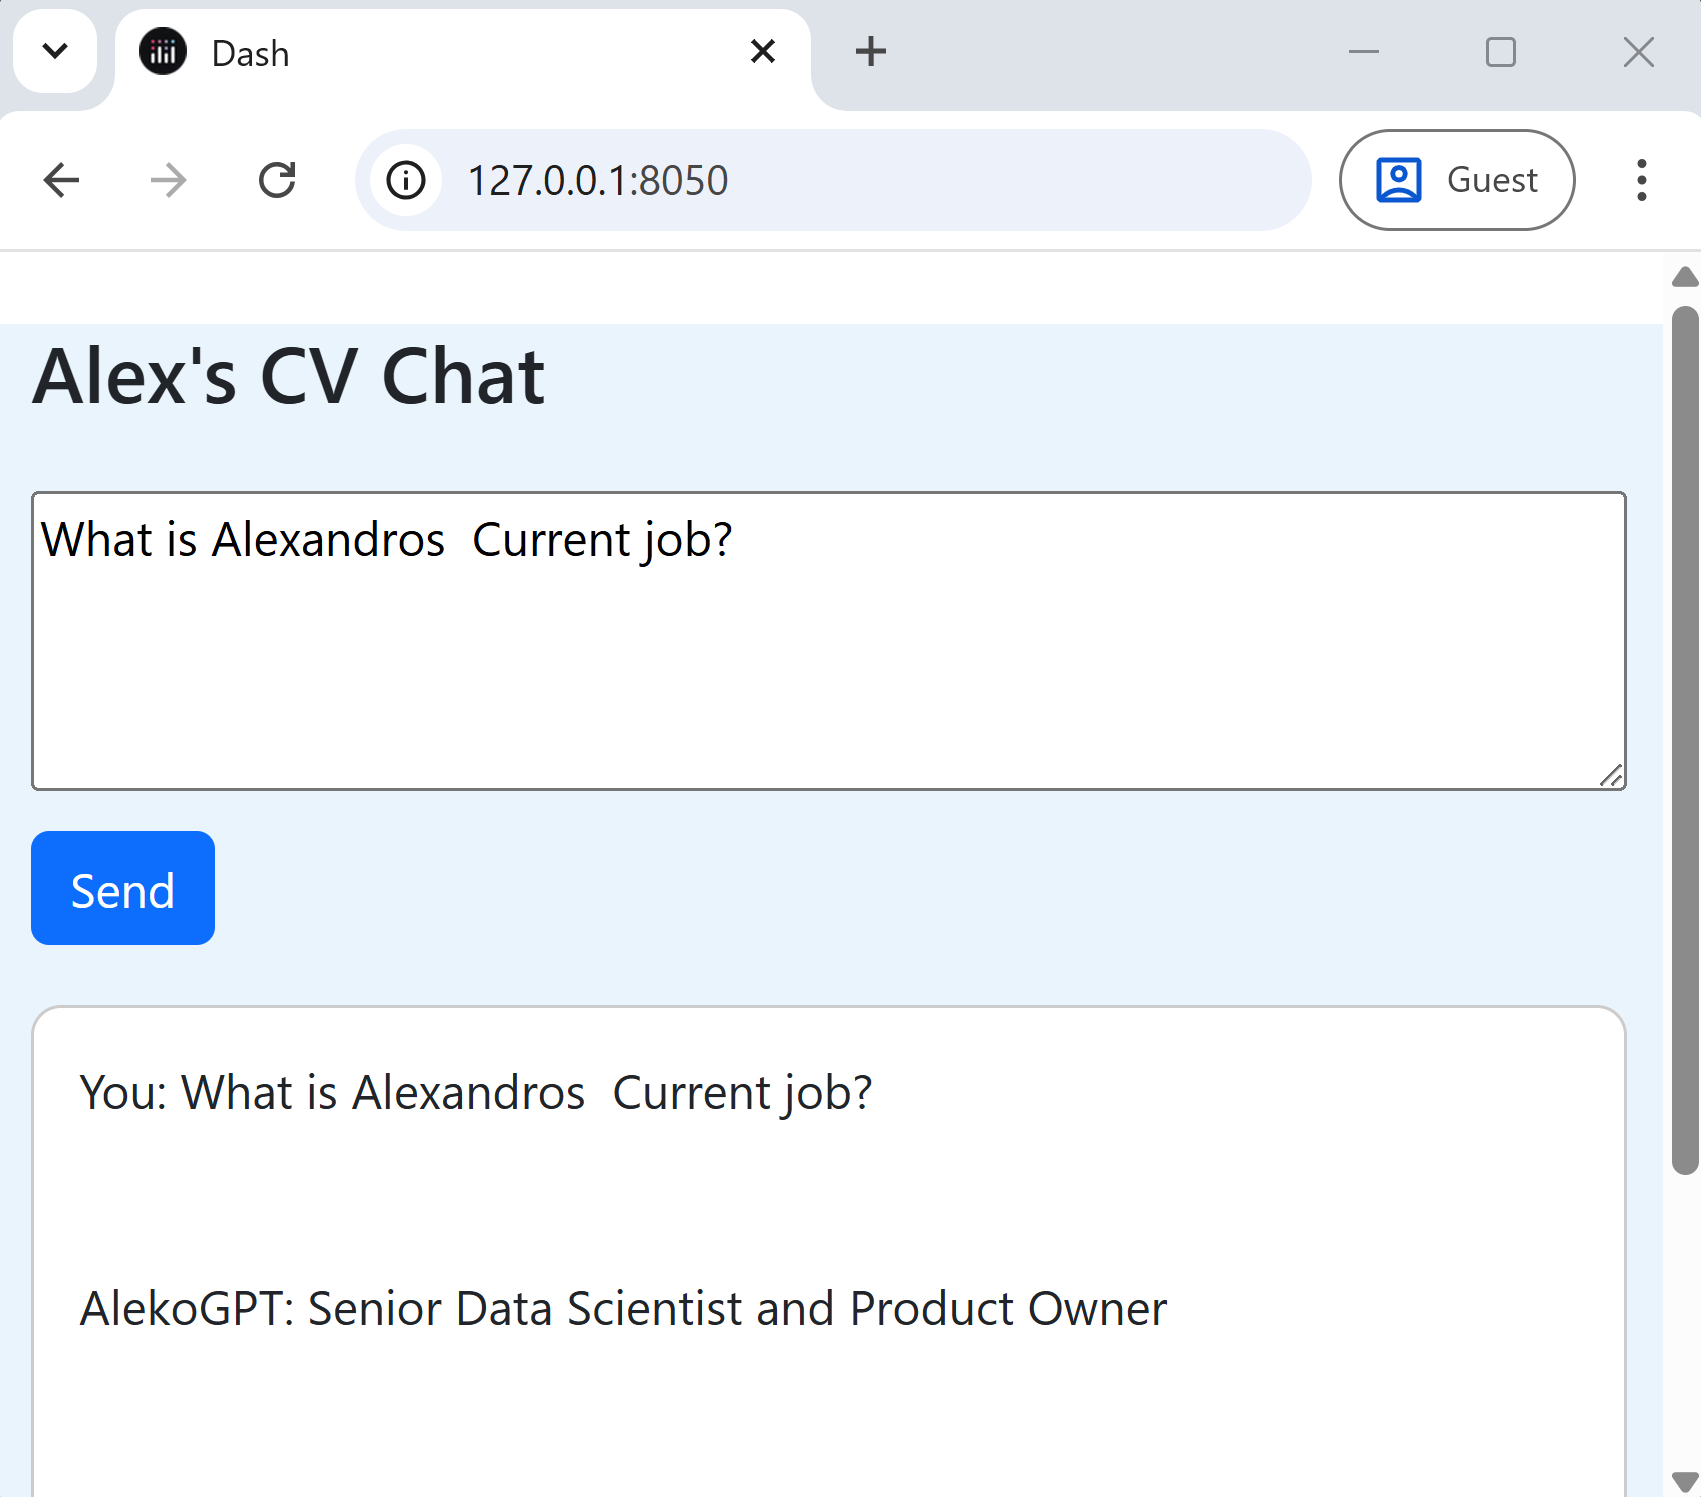 Dash
127.0.0.1:8050
Guest
Alex's CV Chat
What is Alexandros  Current job?
Send
You: What is Alexandros  Current job?
AlekoGPT: Senior Data Scientist and Product Owner